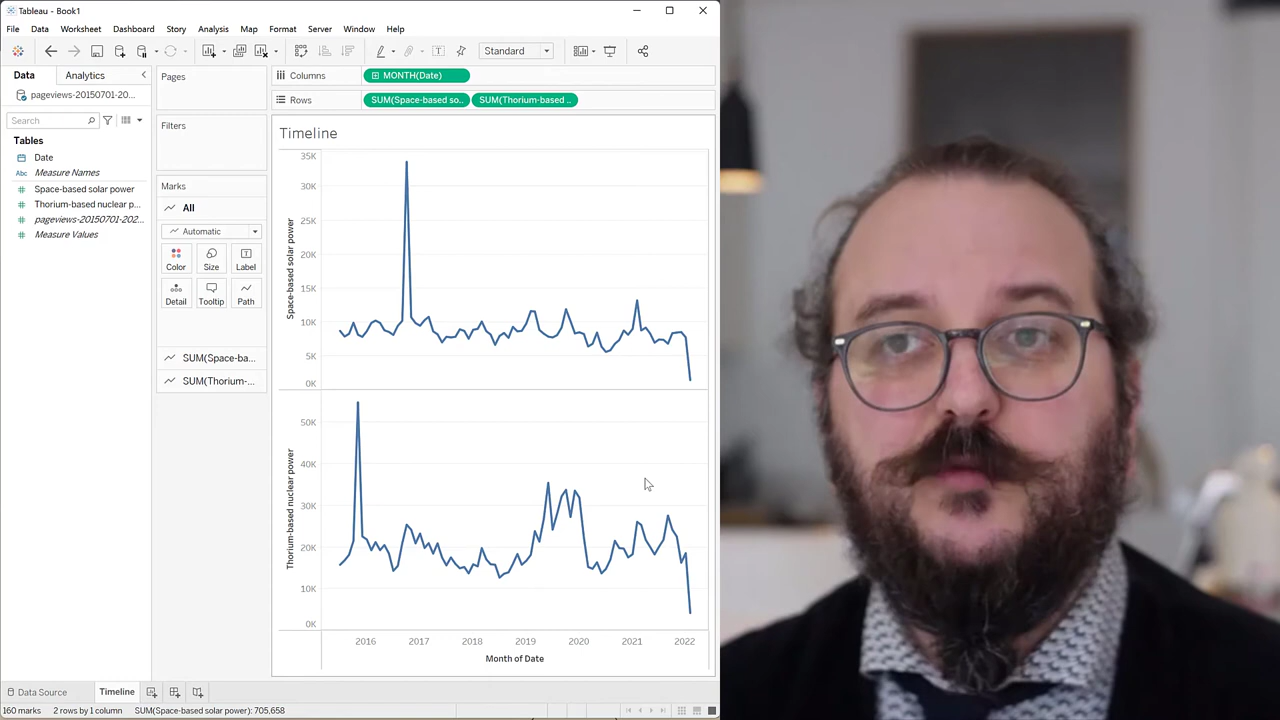 Tableau - Book1
File Data Worksheet Dashboard Story Analysis Map Format Server Window Help
Standard
Data Analytics
pageviews-20150701-20...
Search
Tables
Date
Abc Measure Names
Space-based solar power
Thorium-based nuclear p...
pageviews-20150701-202...
Measure Values
Pages
Filters
Marks
All
Automatic
Color Size Label
Detail Tooltip Path
SUM(Space-ba...
SUM(Thorium-...
Columns MONTH(Date)
Rows SUM(Space-based so.. SUM(Thorium-based ..
Timeline
Space-based solar power
35K
30K
25K
20K
15K
10K
5K
0K
Thorium-based nuclear power
50K
40K
30K
20K
10K
0K
2016 2017 2018 2019 2020 2021 2022
Month of Date
Data Source Timeline
160 marks 2 rows by 1 column SUM(Space-based solar power): 705,658